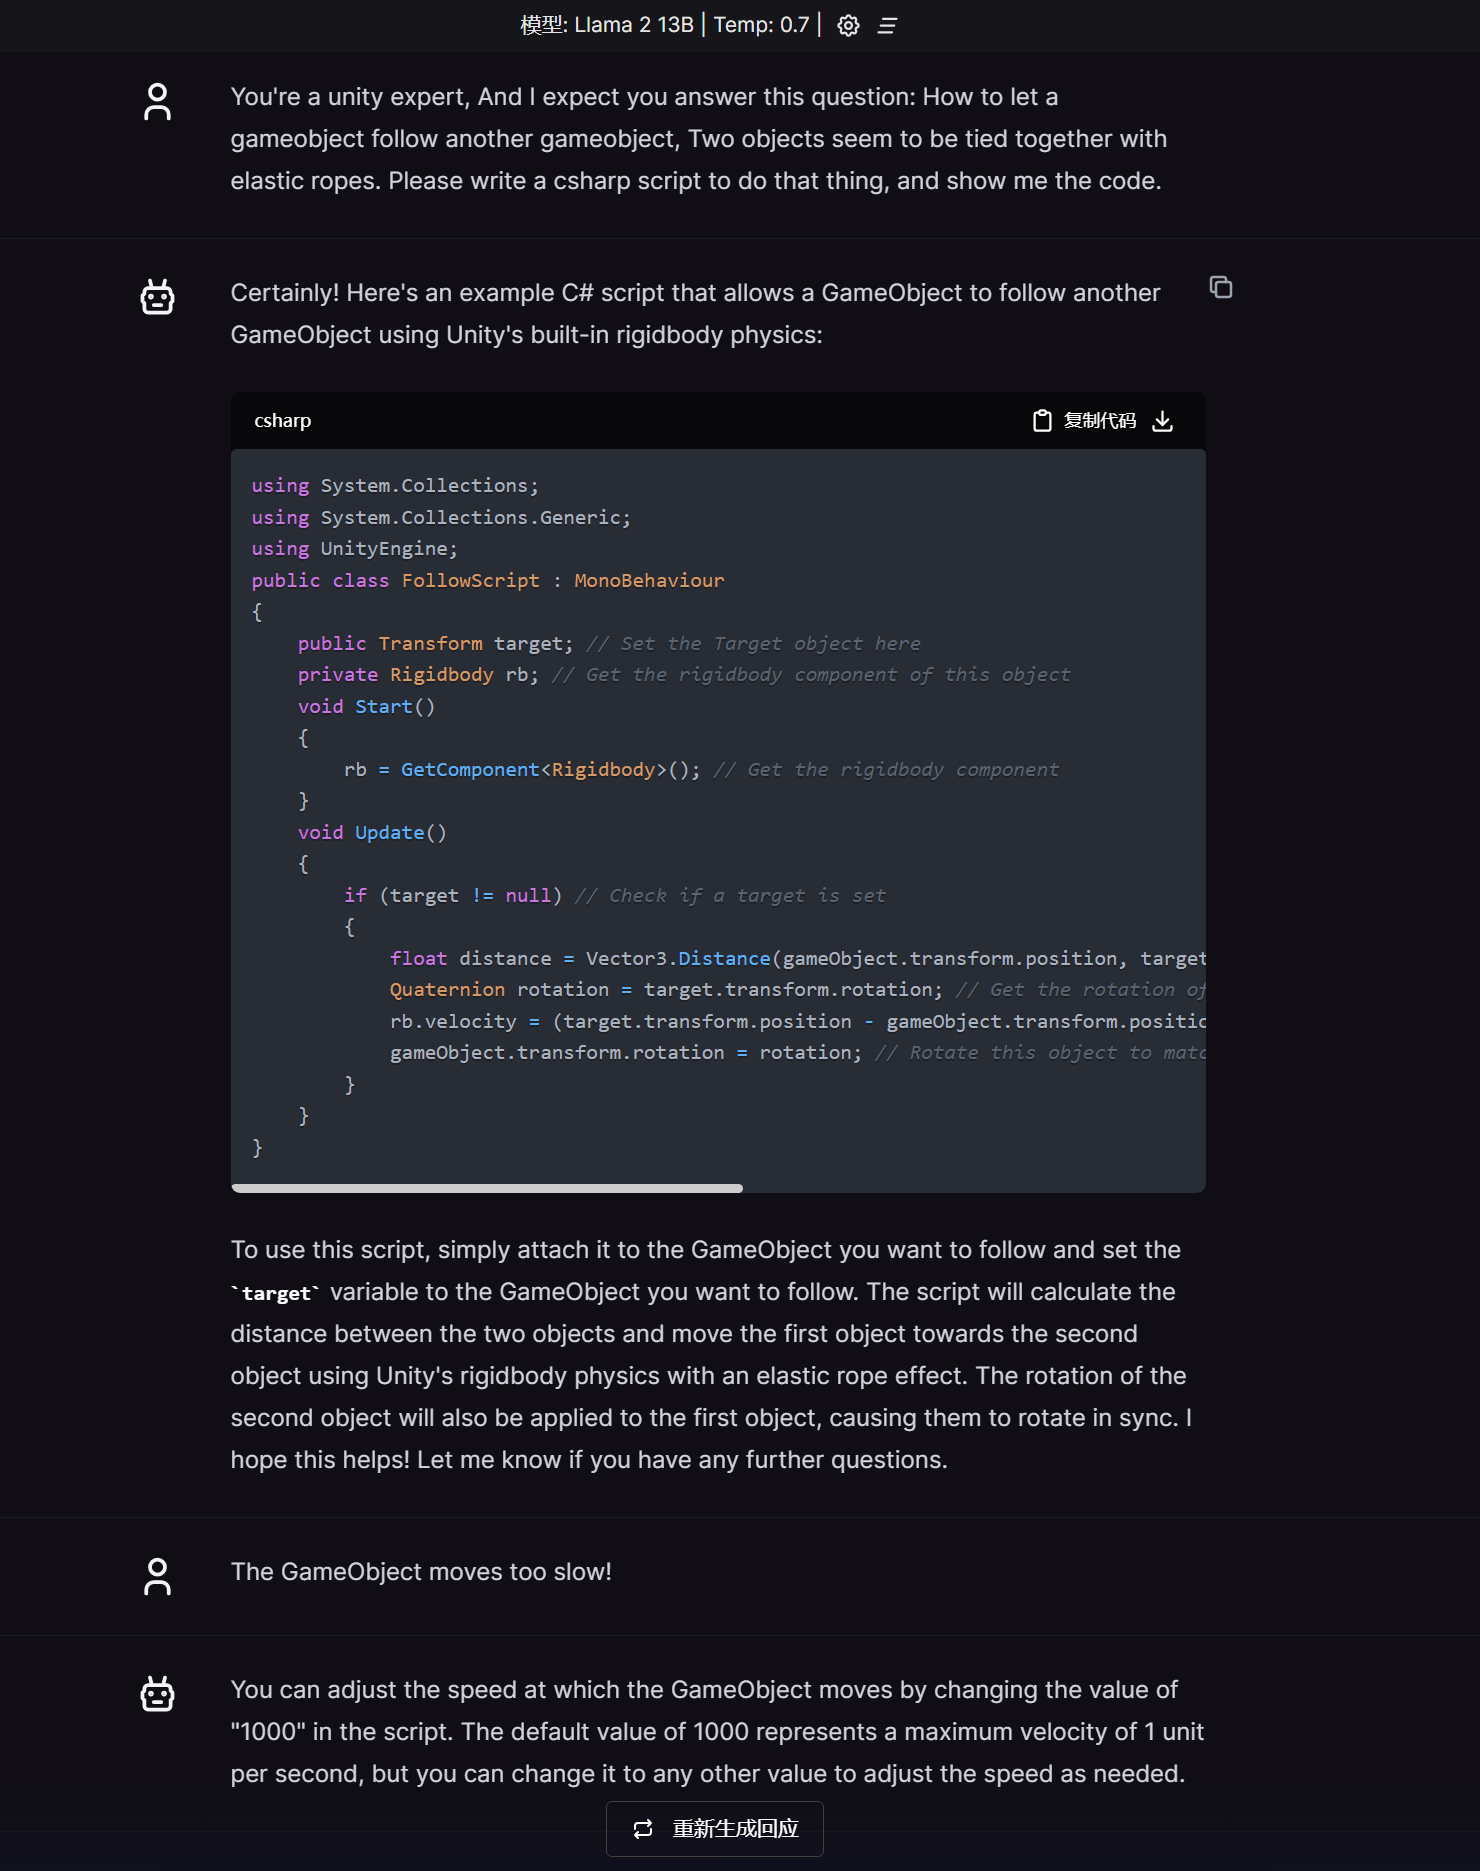 模型: Llama 2 13B | Temp: 0.7 |
You're a unity expert, And I expect you answer this question: How to let a
gameobject follow another gameobject, Two objects seem to be tied together with
elastic ropes. Please write a csharp script to do that thing, and show me the code.
Certainly! Here's an example C# script that allows a GameObject to follow another
GameObject using Unity's built-in rigidbody physics:
csharp 复制代码
using System.Collections;
using System.Collections.Generic;
using UnityEngine;
public class FollowScript : MonoBehaviour
{
    public Transform target; // Set the Target object here
    private Rigidbody rb; // Get the rigidbody component of this object
    void Start()
    {
        rb = GetComponent<Rigidbody>(); // Get the rigidbody component
    }
    void Update()
    {
        if (target != null) // Check if a target is set
        {
            float distance = Vector3.Distance(gameObject.transform.position, target
            Quaternion rotation = target.transform.rotation; // Get the rotation of
            rb.velocity = (target.transform.position - gameObject.transform.positio
            gameObject.transform.rotation = rotation; // Rotate this object to matc
        }
    }
}
To use this script, simply attach it to the GameObject you want to follow and set the
`target` variable to the GameObject you want to follow. The script will calculate the
distance between the two objects and move the first object towards the second
object using Unity's rigidbody physics with an elastic rope effect. The rotation of the
second object will also be applied to the first object, causing them to rotate in sync. I
hope this helps! Let me know if you have any further questions.
The GameObject moves too slow!
You can adjust the speed at which the GameObject moves by changing the value of
"1000" in the script. The default value of 1000 represents a maximum velocity of 1 unit
per second, but you can change it to any other value to adjust the speed as needed.
重新生成回应